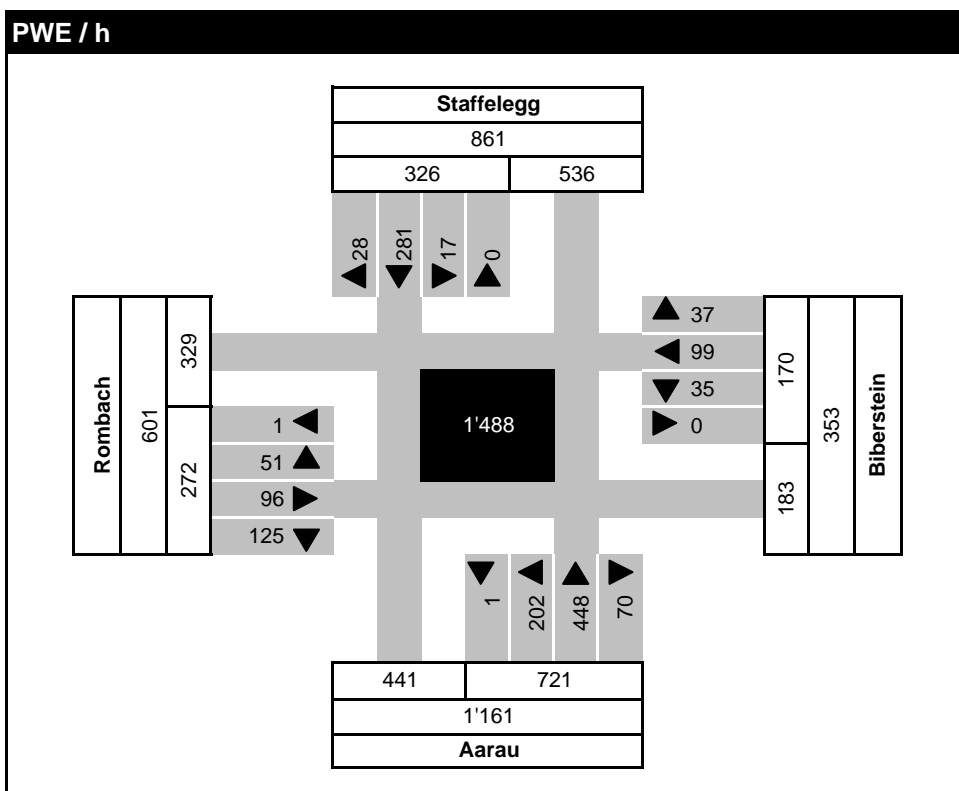 PWE / h
Staffelegg
861
326 536
28 281 17 0
37
99
35
0
170
353
183
Biberstein
Rombach
601
329
272
1
51
96
125
1'488
1 202 448 70
441 721
1'161
Aarau